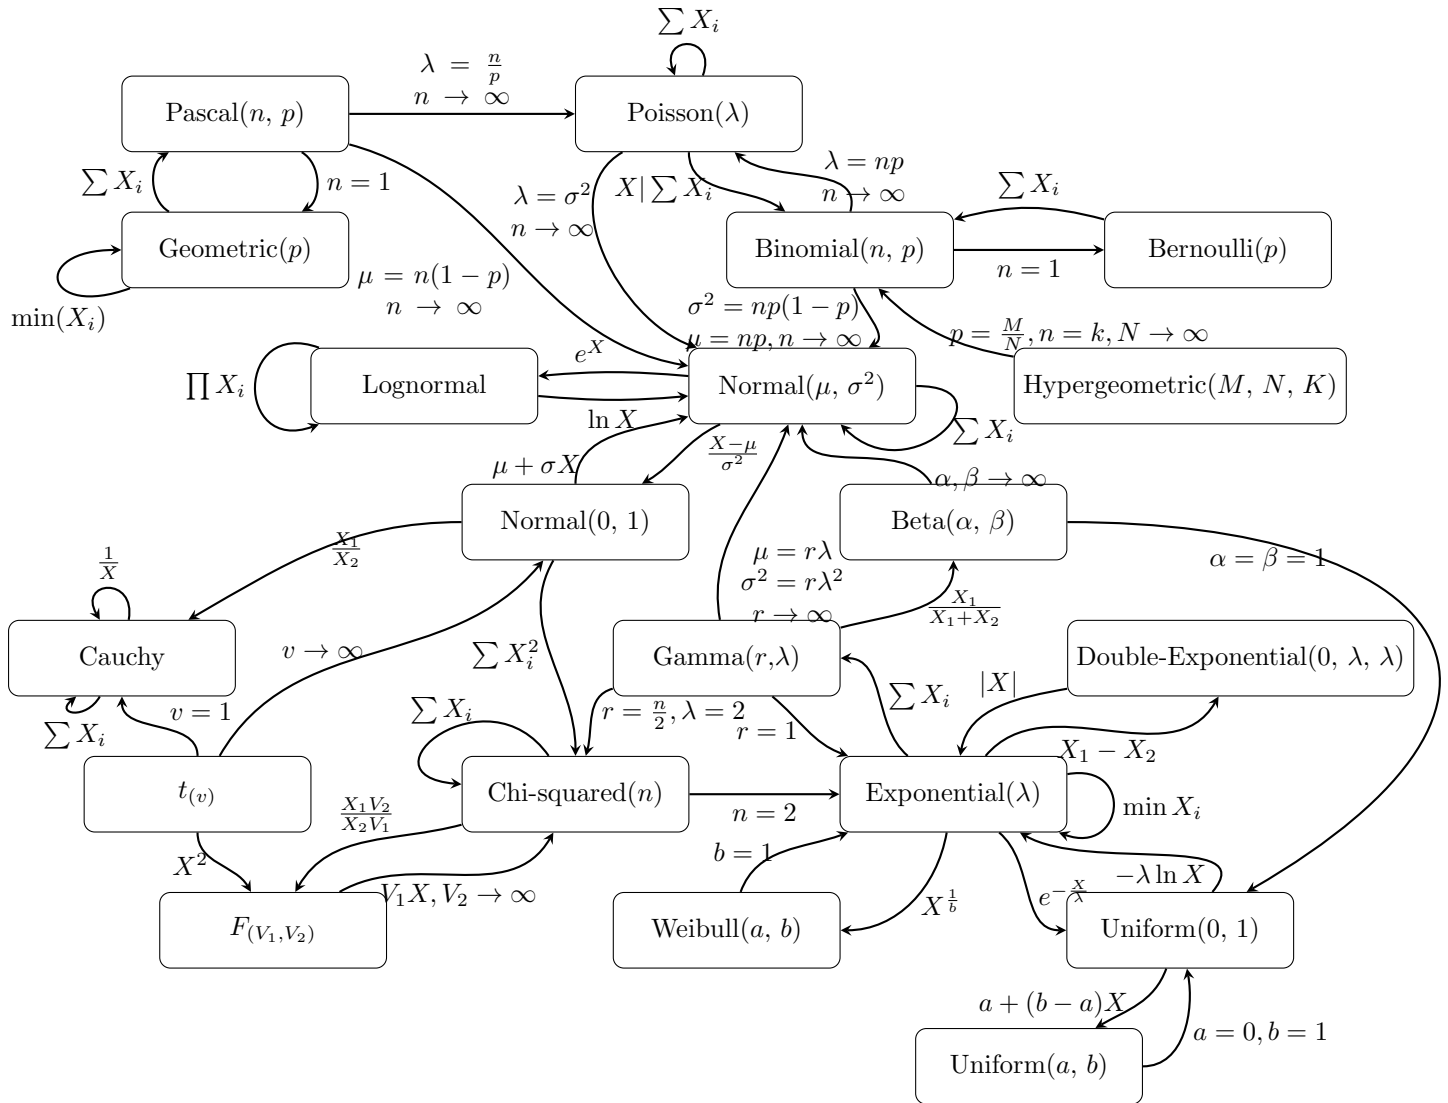 ∑ X_i
λ = n/p
n → ∞
Pascal(n, p)
Poisson(λ)
∑ X_i
n = 1
λ = σ²
n → ∞
X| ∑ X_i
λ = np
n → ∞
∑ X_i
Geometric(p)
Binomial(n, p)
n = 1
Bernoulli(p)
min(X_i)
μ = n(1 − p)
n → ∞
σ² = np(1 − p)
μ = np, n → ∞
p = M/N, n = k, N → ∞
∏ X_i
Lognormal
e^X
ln X
Normal(μ, σ²)
Hypergeometric(M, N, K)
∑ X_i
μ + σX
(X−μ)/σ²
α, β → ∞
Normal(0, 1)
Beta(α, β)
X_1/X_2
1/X
α = β = 1
μ = rλ
σ² = rλ²
r → ∞
X_1/(X_1+X_2)
Cauchy
v → ∞
∑ X_i²
Gamma(r,λ)
∑ X_i
|X|
Double-Exponential(0, λ, λ)
∑ X_i
v = 1
∑ X_i
r = n/2, λ = 2
r = 1
X_1 − X_2
t_(v)
Chi-squared(n)
n = 2
Exponential(λ)
min X_i
X²
X_1V_2/X_2V_1
V_1X, V_2 → ∞
b = 1
X^(1/b)
e^(−X/λ)
−λ ln X
F_(V_1,V_2)
Weibull(a, b)
Uniform(0, 1)
a + (b − a)X
a = 0, b = 1
Uniform(a, b)